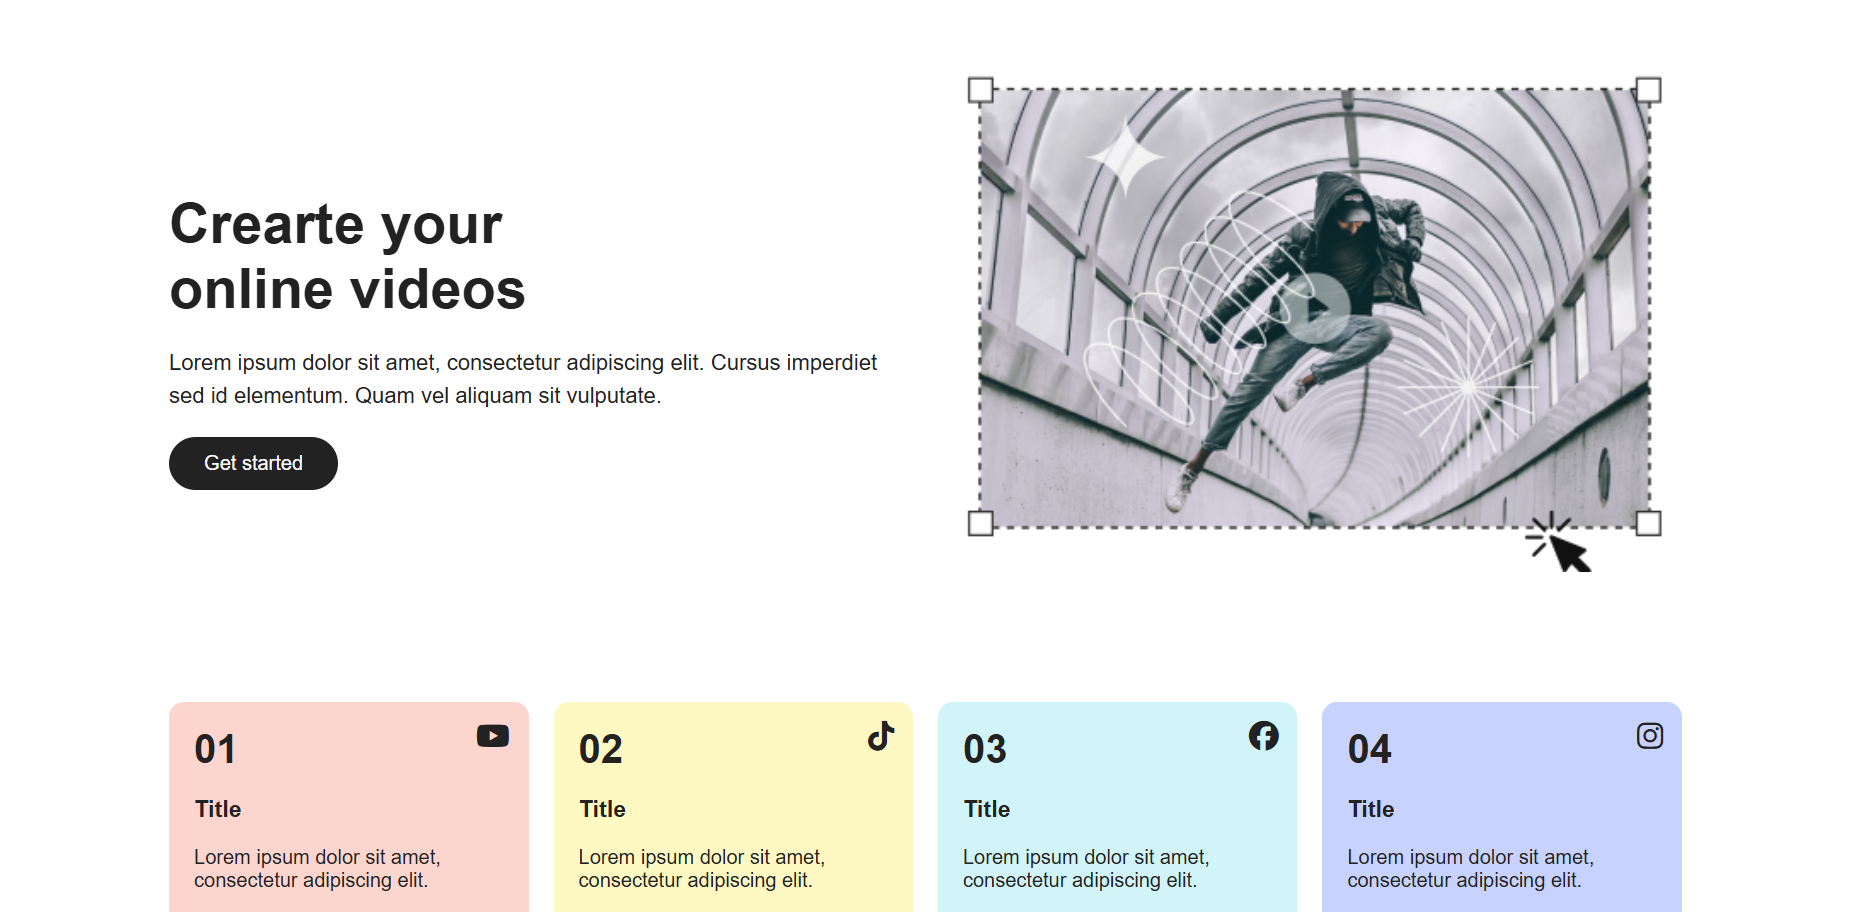 Crearte your
online videos
Lorem ipsum dolor sit amet, consectetur adipiscing elit. Cursus imperdiet
sed id elementum. Quam vel aliquam sit vulputate.
Get started
01
Title
Lorem ipsum dolor sit amet,
consectetur adipiscing elit.
02
Title
Lorem ipsum dolor sit amet,
consectetur adipiscing elit.
03
Title
Lorem ipsum dolor sit amet,
consectetur adipiscing elit.
04
Title
Lorem ipsum dolor sit amet,
consectetur adipiscing elit.